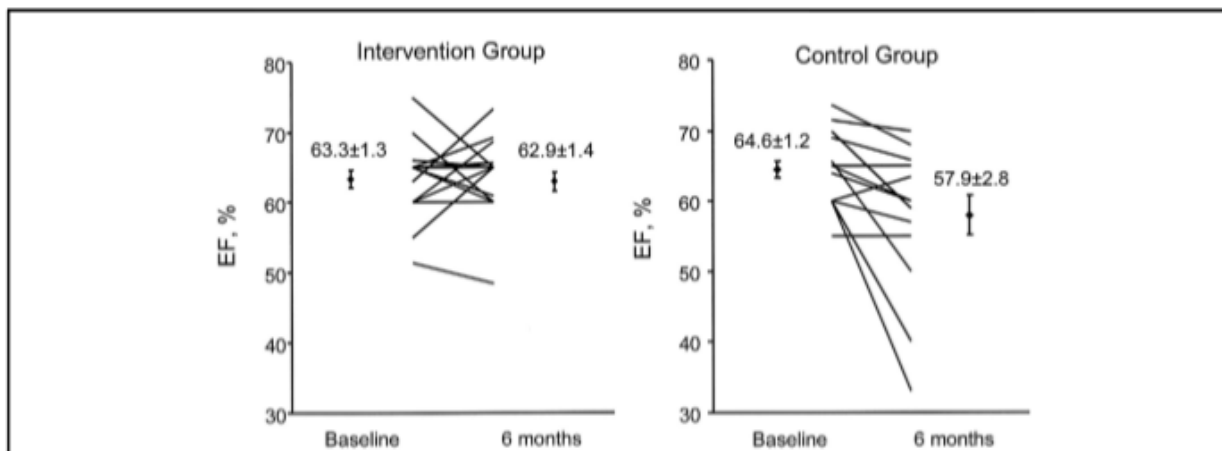 Intervention Group
80
70
60
50
40
30
EF, %
63.3±1.3
62.9±1.4
Baseline 6 months
Control Group
80
70
60
50
40
30
EF, %
64.6±1.2
57.9±2.8
Baseline 6 months